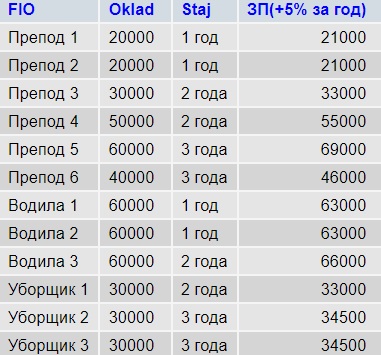 FIO Oklad Staj ЗП(+5% за год)
Препод 1 20000 1 год 21000
Препод 2 20000 1 год 21000
Препод 3 30000 2 года 33000
Препод 4 50000 2 года 55000
Препод 5 60000 3 года 69000
Препод 6 40000 3 года 46000
Водила 1 60000 1 год 63000
Водила 2 60000 1 год 63000
Водила 3 60000 2 года 66000
Уборщик 1 30000 2 года 33000
Уборщик 2 30000 3 года 34500
Уборщик 3 30000 3 года 34500